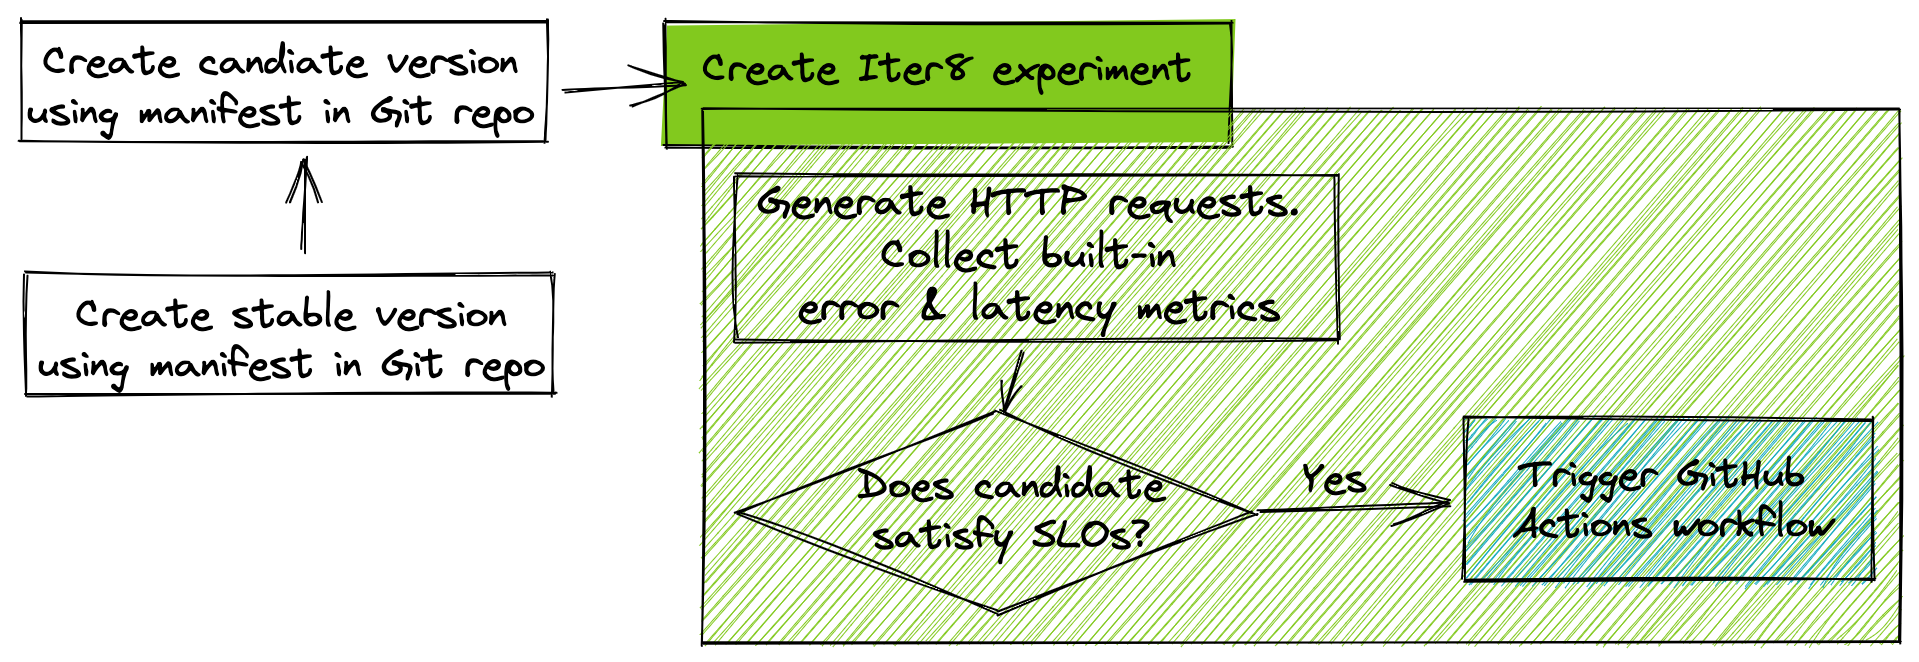 Create candiate version
using manifest in Git repo
Create Iter8 experiment
Create stable version
using manifest in Git repo
Generate HTTP requests.
Collect built-in
error & latency metrics
Does candidate
satisfy SLOs?
Yes
Trigger GitHub
Actions workflow